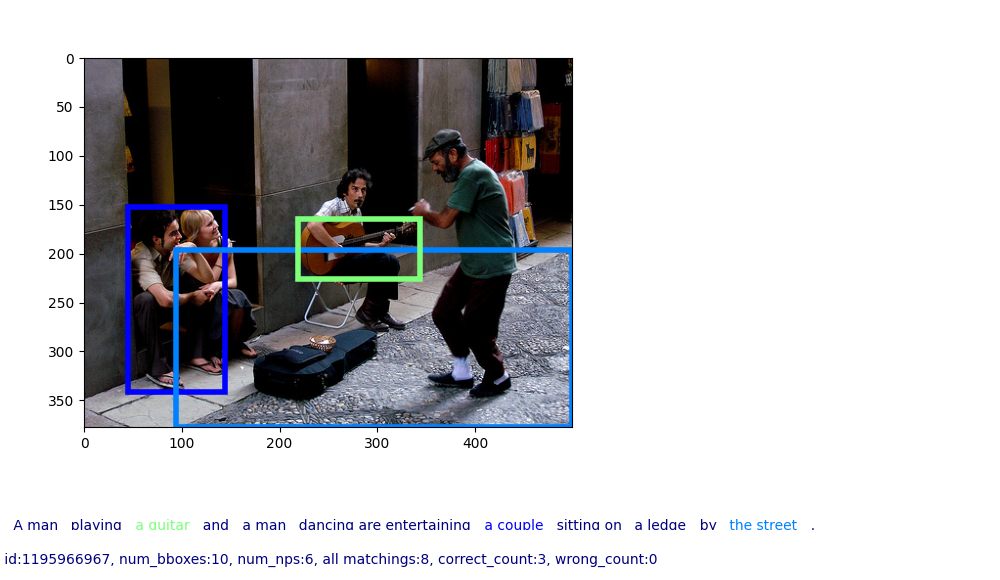 0
50
100
150
200
250
300
350
0 100 200 300 400
A man playing a guitar and a man dancing are entertaining a couple sitting on a ledge by the street .
id:1195966967, num_bboxes:10, num_nps:6, all matchings:8, correct_count:3, wrong_count:0